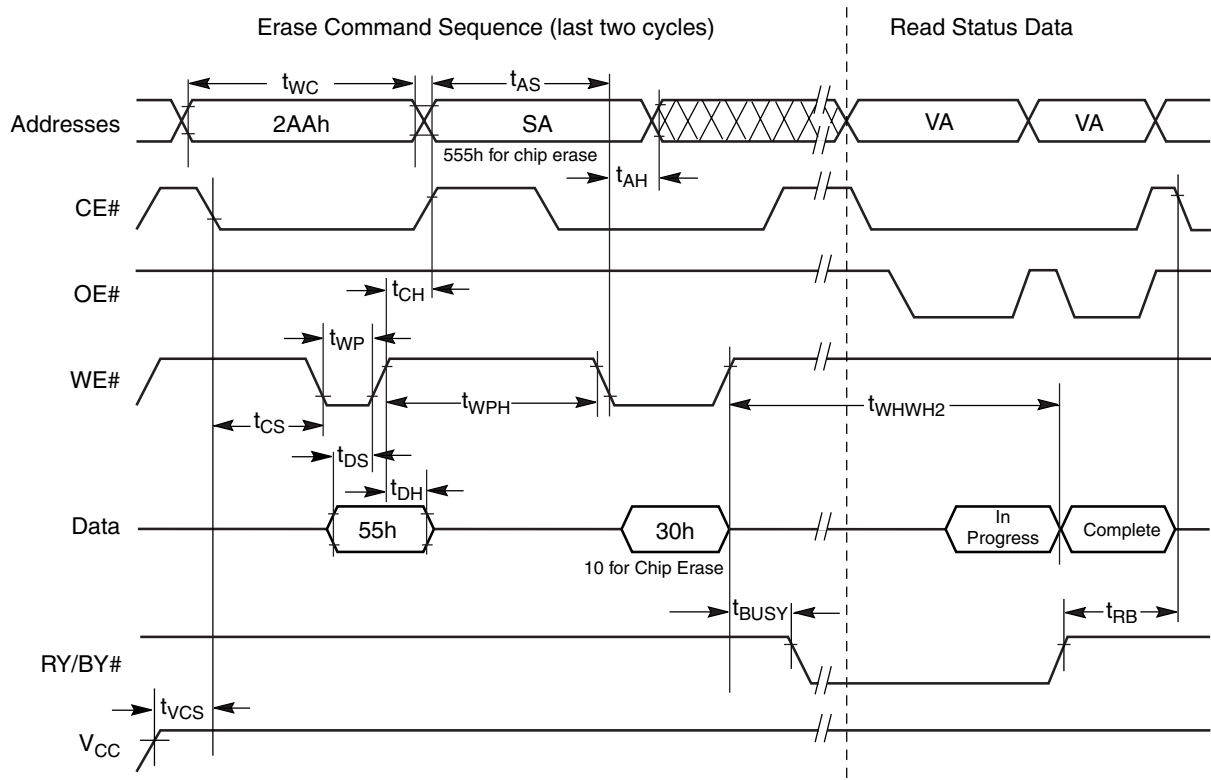 Erase Command Sequence (last two cycles)
Read Status Data
tWC
tAS
Addresses
2AAh
SA
VA
VA
555h for chip erase
tAH
CE#
OE#
tCH
tWP
WE#
tWPH
tWHWH2
tCS
tDS
tDH
Data
55h
30h
In
Progress
Complete
10 for Chip Erase
tBUSY
tRB
RY/BY#
tVCS
VCC